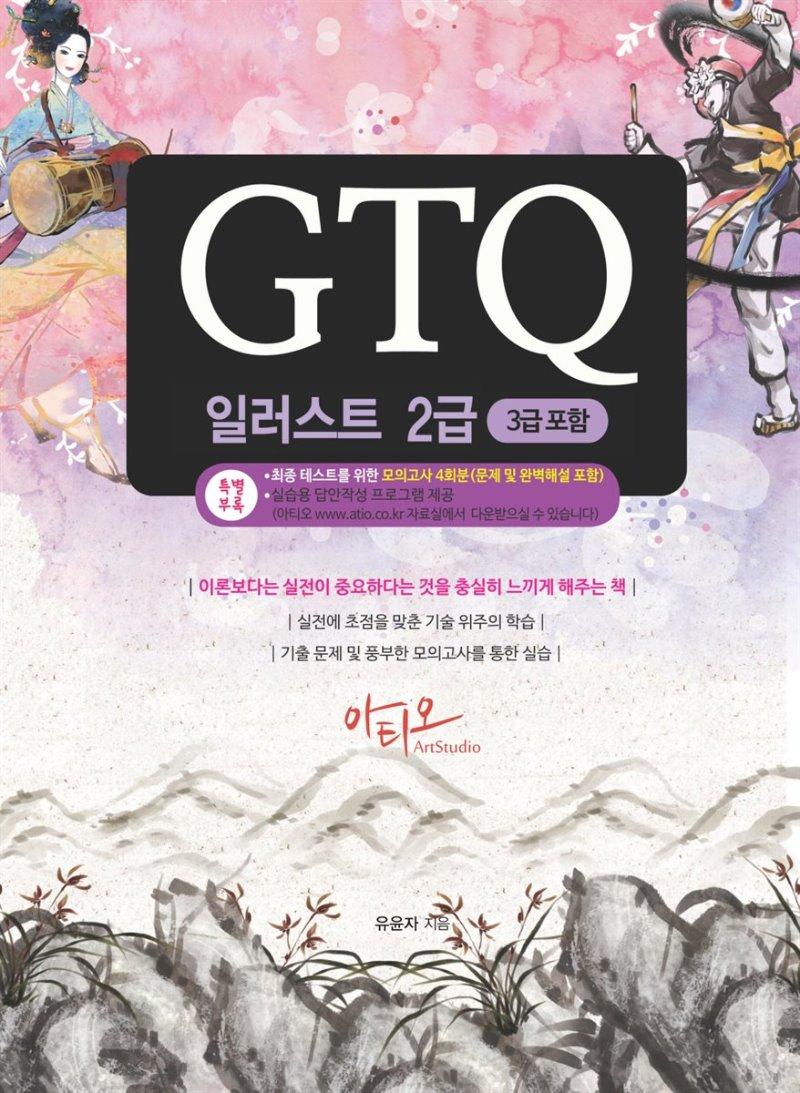 GTQ
일러스트 2급 3급 포함
특별
부록
•최종 테스트를 위한 모의고사 4회분(문제 및 완벽해설 포함)
•실습용 답안작성 프로그램 제공
(아티오 www.atio.co.kr 자료실에서 다운받으실 수 있습니다)
| 이론보다는 실전이 중요하다는 것을 충실히 느끼게 해주는 책 |
| 실전에 초점을 맞춘 기술 위주의 학습 |
| 기출 문제 및 풍부한 모의고사를 통한 실습 |
아티오
ArtStudio
유윤자 지음